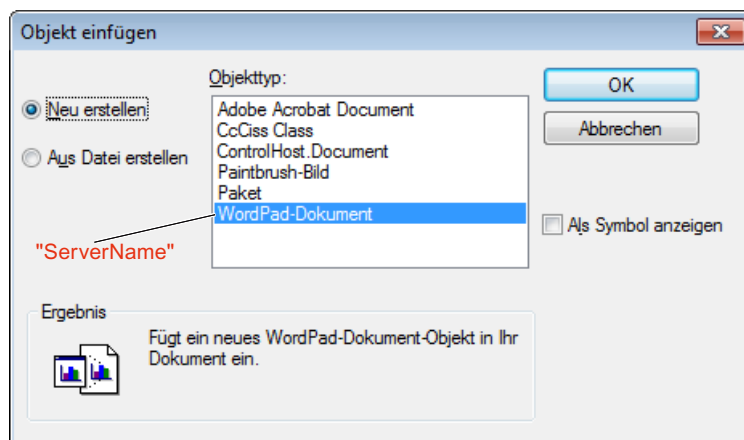 Objekt einfügen
Objekttyp:
Neu erstellen
Aus Datei erstellen
Adobe Acrobat Document
CcCiss Class
ControlHost.Document
Paintbrush-Bild
Paket
WordPad-Dokument
OK
Abbrechen
Als Symbol anzeigen
"ServerName"
Ergebnis
Fügt ein neues WordPad-Dokument-Objekt in Ihr
Dokument ein.